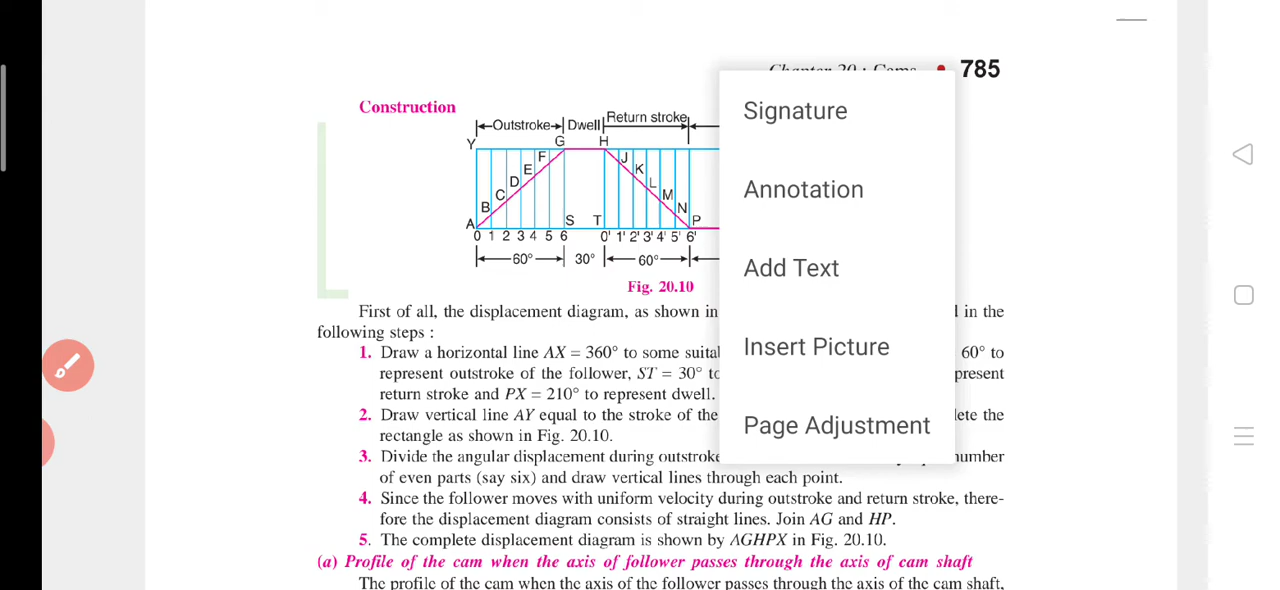 785
Construction
Outstroke Dwell Return stroke
Y G H
F J
E K
D L
C M
B N
A S T P
0 1 2 3 4 5 6 0' 1' 2' 3' 4' 5' 6'
60° 30° 60°
Fig. 20.10
First of all, the displacement diagram, as shown in d in the
following steps :
1. Draw a horizontal line AX = 360° to some 60° to
represent outstroke of the follower, ST = 30° present
return stroke and PX = 210° to represent dwell.
2. Draw vertical line AY equal to the stroke of the lete the
rectangle as shown in Fig. 20.10.
3. Divide the angular displacement during outstroke number
of even parts (say six) and draw vertical lines through each point.
4. Since the follower moves with uniform velocity during outstroke and return stroke, there-
fore the displacement diagram consists of straight lines. Join AG and HP.
5. The complete displacement diagram is shown by AGHPX in Fig. 20.10.
(a) Profile of the cam when the axis of follower passes through the axis of cam shaft
The profile of the cam when the axis of the follower passes through the axis of the cam shaft,
Signature
Annotation
Add Text
Insert Picture
Page Adjustment